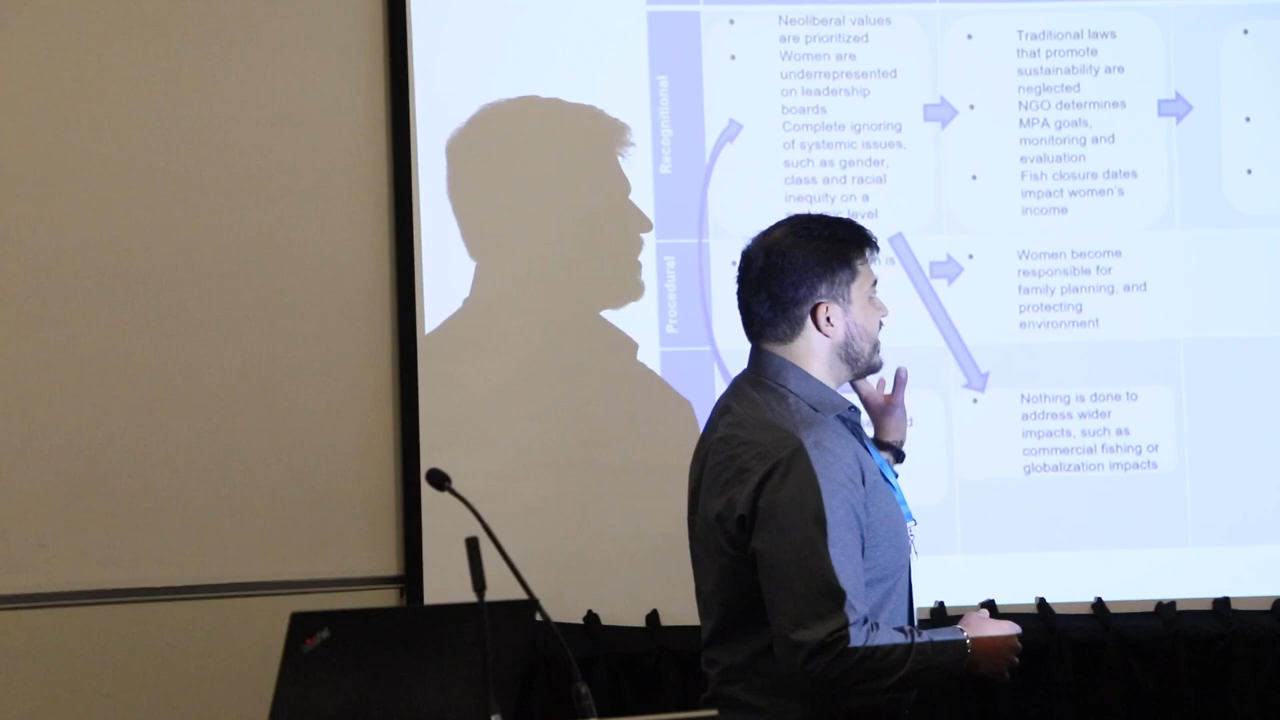 Recognitional
Neoliberal values
are prioritized
Women are
underrepresented
on leadership
boards
Complete ignoring
of systemic issues,
such as gender,
class and racial
inequity on a
level
Traditional laws
that promote
sustainability are
neglected
NGO determines
MPA goals,
monitoring and
evaluation
Fish closure dates
impact women's
income
Procedural
is
Women become
responsible for
family planning, and
protecting
environment
Nothing is done to
address wider
impacts, such as
commercial fishing or
globalization impacts